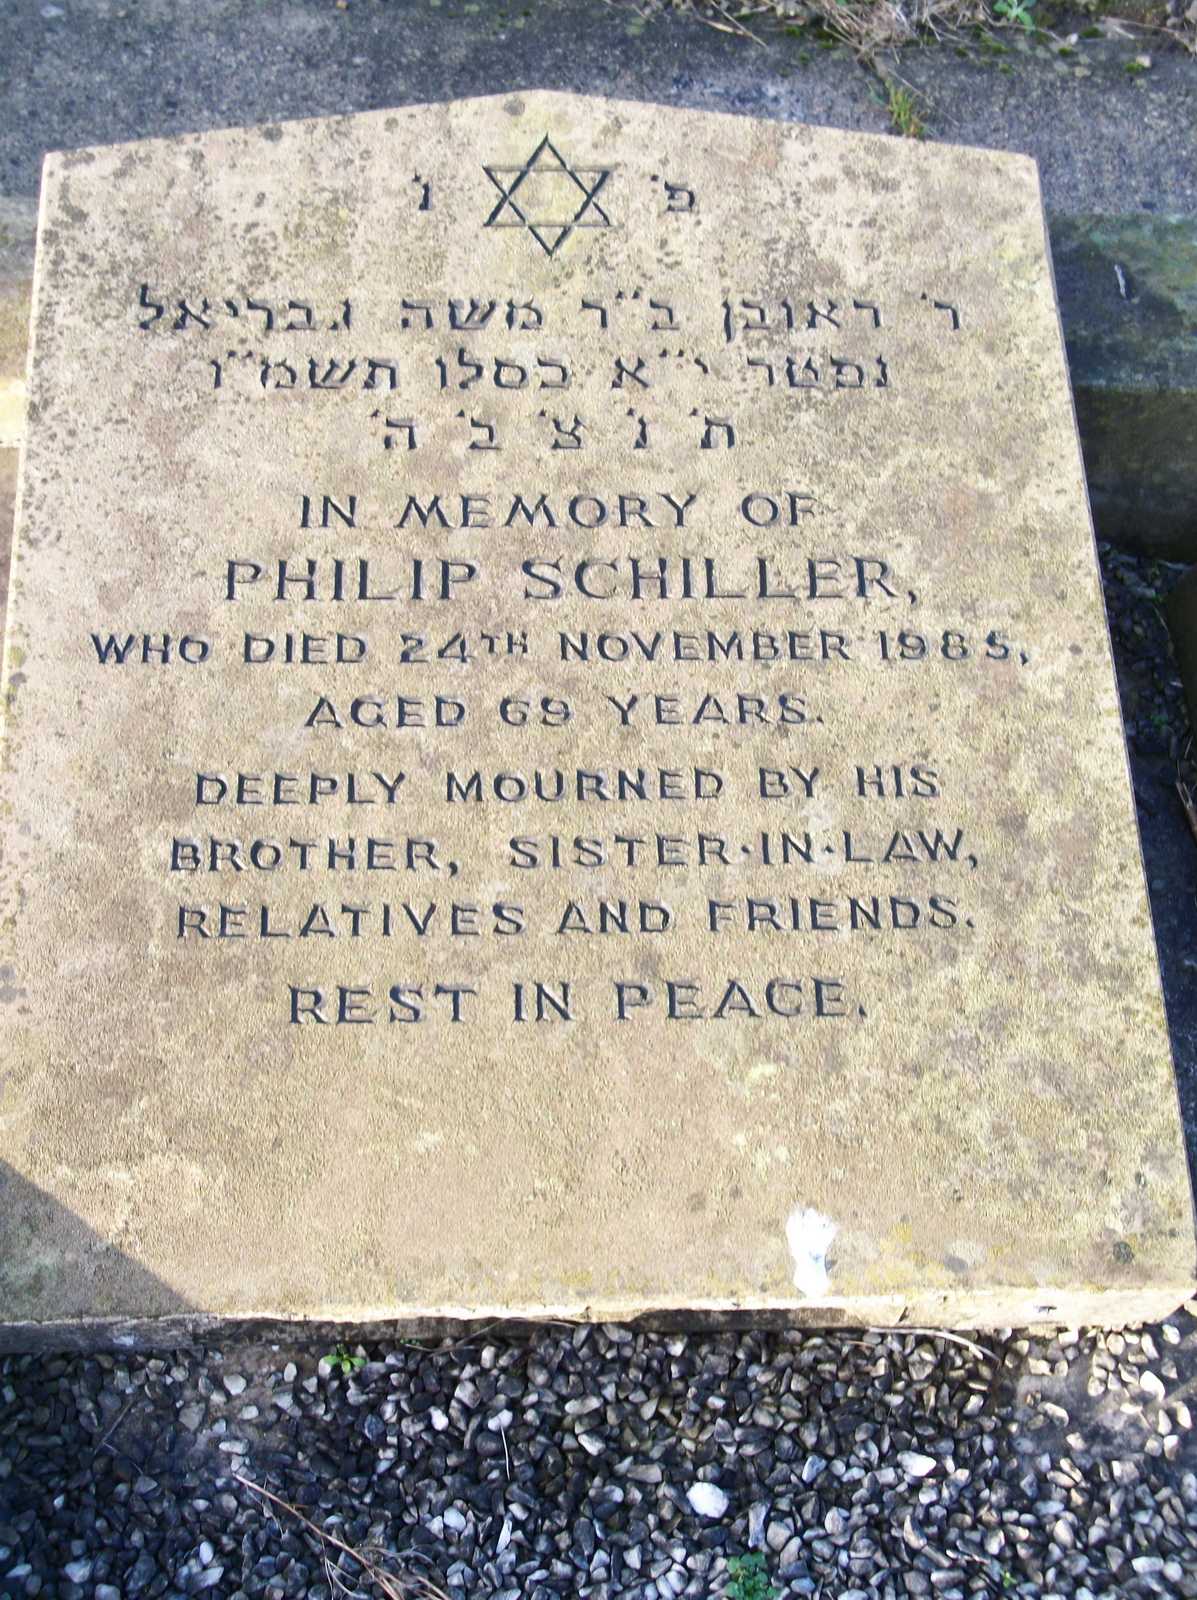 פ' נ'
ר' ראובן ב"ר משה גבריאל
נפטר י"א כסלו תשמ"ו
ת' נ' צ' ב' ה'
IN MEMORY OF
PHILIP SCHILLER,
WHO DIED 24TH NOVEMBER 1985,
AGED 69 YEARS.
DEEPLY MOURNED BY HIS
BROTHER, SISTER·IN·LAW,
RELATIVES AND FRIENDS.
REST IN PEACE.